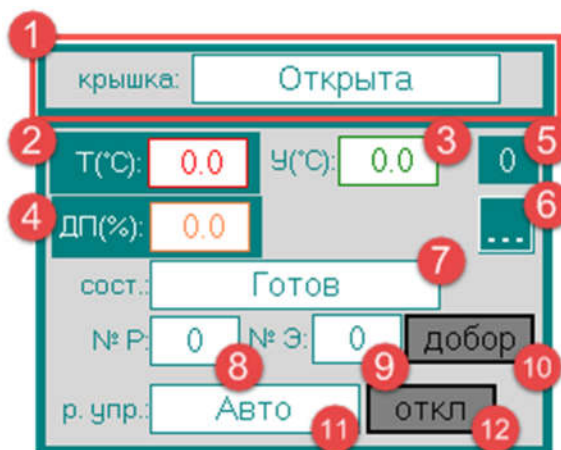 1
крышка: Открыта
2 3 5
T(°C): 0.0 У(°C): 0.0 0
4 6
ДП(%): 0.0 ...
7
сост.: Готов
№ Р: 0 № Э: 0 добор
8 9 10
р. упр.: Авто откл
11 12